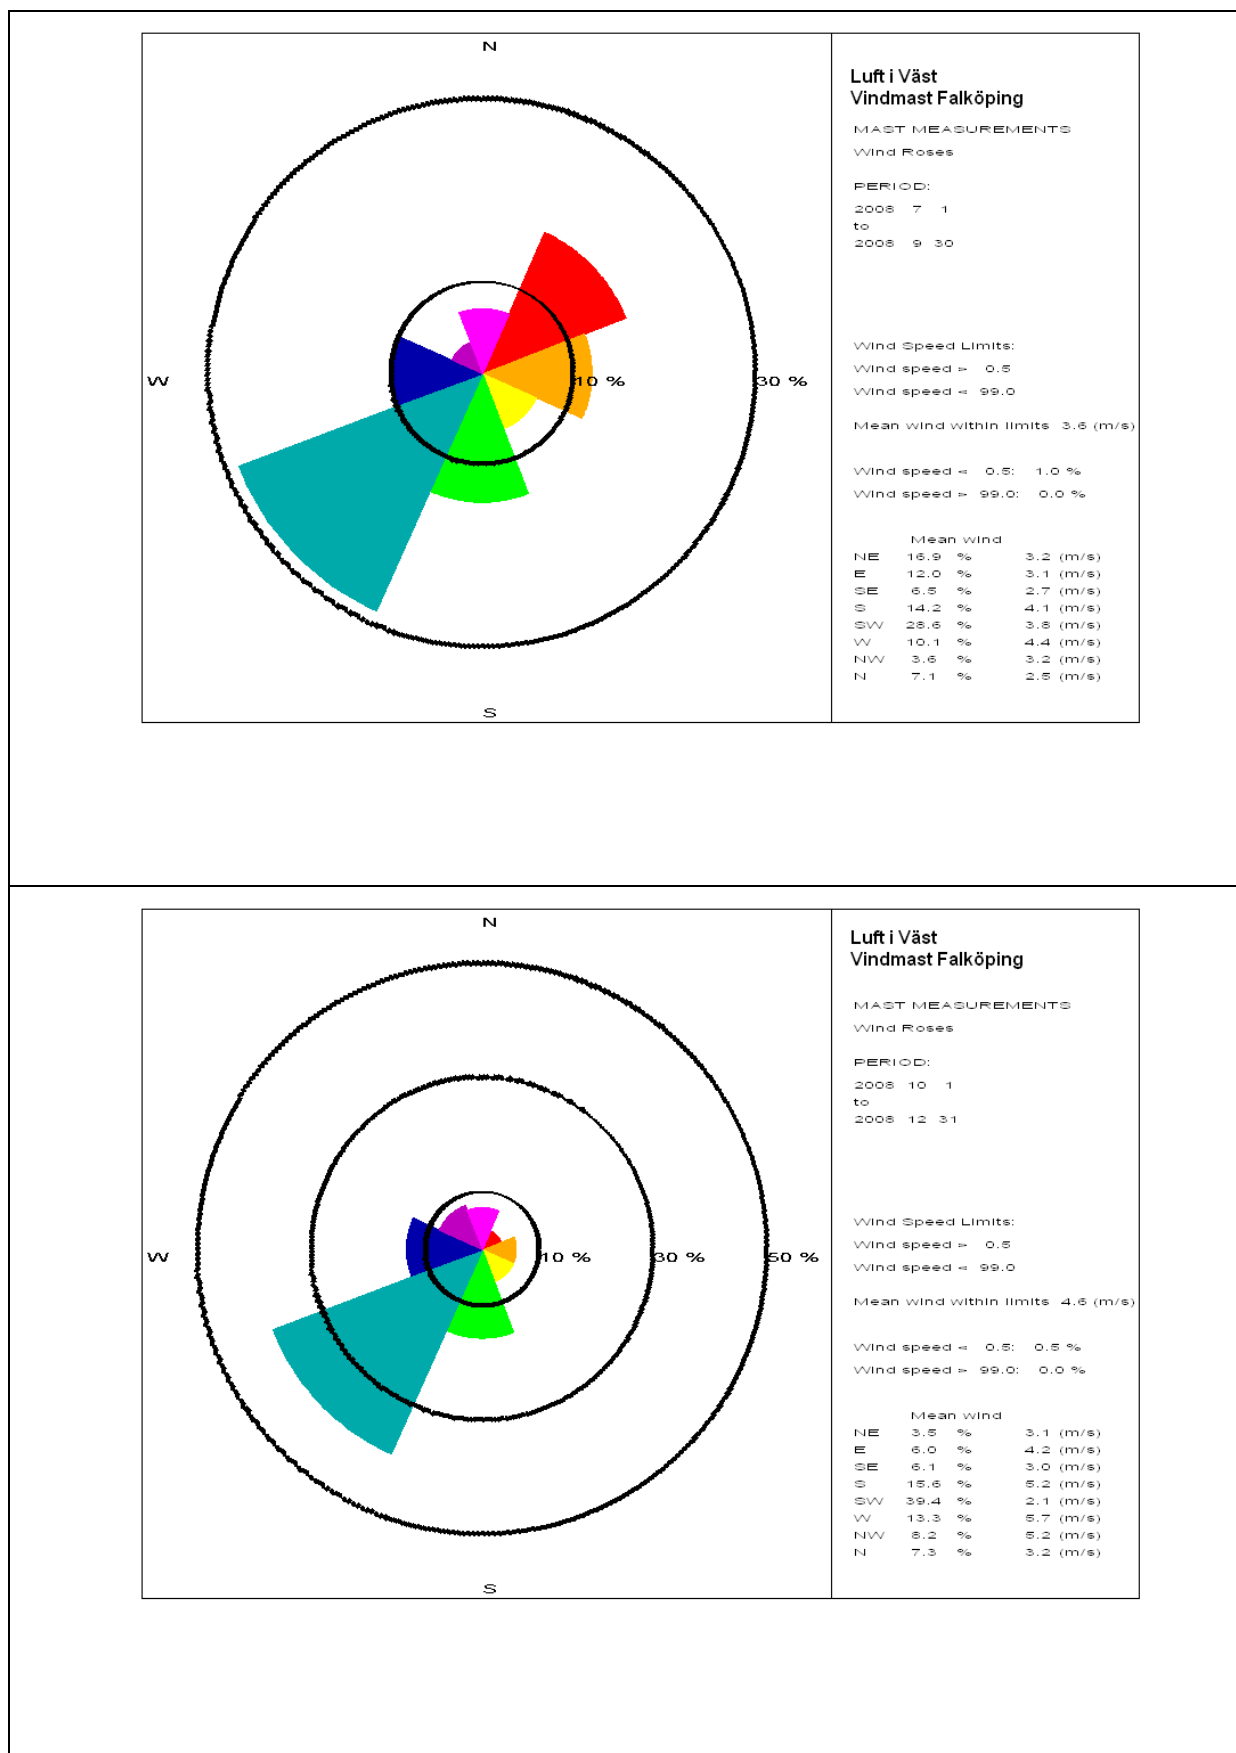 N
W
10 %
30 %
S
Luft i Väst
Vindmast Falköping
MAST MEASUREMENTS
Wind Roses
PERIOD:
2008 7 1
to
2008 9 30
Wind Speed Limits:
Wind speed > 0.5
Wind speed < 99.0
Mean wind within limits 3.6 (m/s)
Wind speed < 0.5: 1.0 %
Wind speed > 99.0: 0.0 %
Mean wind
NE 16.9 % 3.2 (m/s)
E 12.0 % 3.1 (m/s)
SE 6.5 % 2.7 (m/s)
S 14.2 % 4.1 (m/s)
SW 28.6 % 3.8 (m/s)
W 10.1 % 4.4 (m/s)
NW 3.6 % 3.2 (m/s)
N 7.1 % 2.5 (m/s)
N
W
10 %
30 %
50 %
S
Luft i Väst
Vindmast Falköping
MAST MEASUREMENTS
Wind Roses
PERIOD:
2008 10 1
to
2008 12 31
Wind Speed Limits:
Wind speed > 0.5
Wind speed < 99.0
Mean wind within limits 4.6 (m/s)
Wind speed < 0.5: 0.5 %
Wind speed > 99.0: 0.0 %
Mean wind
NE 3.5 % 3.1 (m/s)
E 6.0 % 4.2 (m/s)
SE 6.1 % 3.0 (m/s)
S 15.6 % 5.2 (m/s)
SW 39.4 % 2.1 (m/s)
W 13.3 % 5.7 (m/s)
NW 8.2 % 5.2 (m/s)
N 7.3 % 3.2 (m/s)